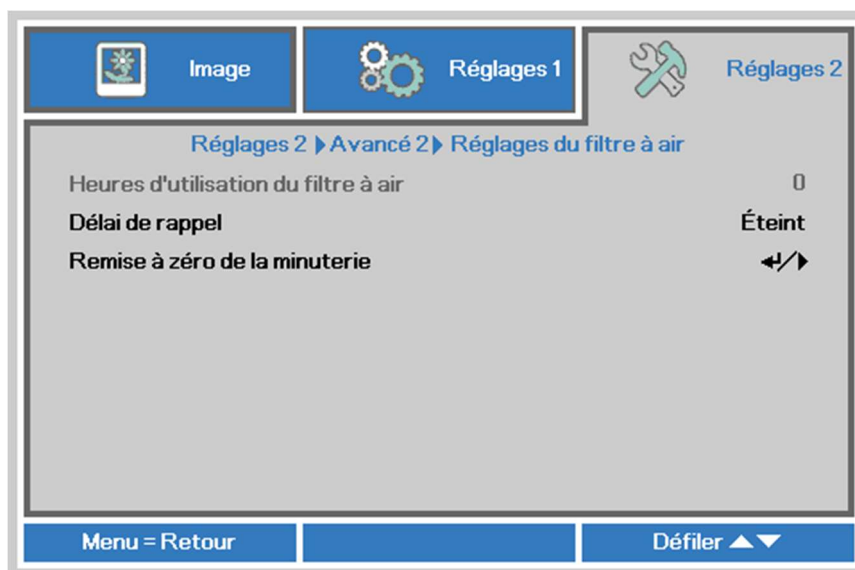 Image
Réglages 1
Réglages 2
Réglages 2 ▶ Avancé 2 ▶ Réglages du filtre à air
Heures d'utilisation du filtre à air 0
Délai de rappel Éteint
Remise à zéro de la minuterie ↵/▶
Menu = Retour
Défiler ▲▼